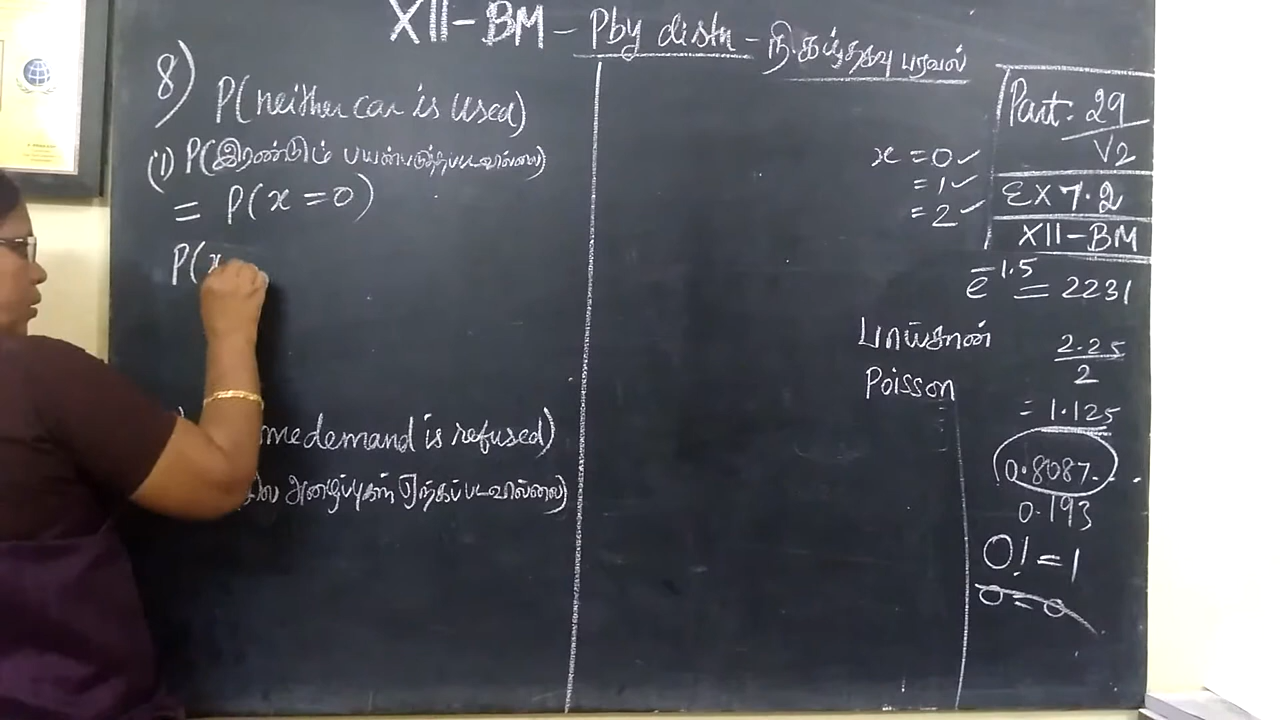 XII-BM - Pby distn - நிகழ்தகவு பரவல்
8) P(neither car is used)
(i) P(இரண்டும் பயன்படுத்தப்படவில்லை)
= P(x = 0)
P(x
me demand is refused)
அழைப்புகள் ஏற்கப்படவில்லை)
x = 0 ✓
= 1 ✓
= 2 ✓
Part: 29
V2
EX 7.2
XII-BM
e^-1.5 = 2231
பாய்சான்
Poisson
2.25
2
= 1.125
0.8087
0.193
0! = 1
0 = 0